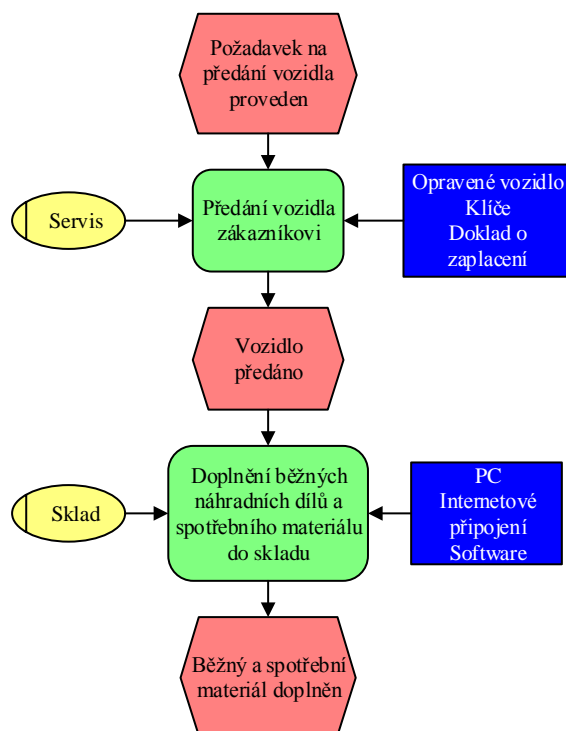 Požadavek na
předání vozidla
proveden
Servis
Předání vozidla
zákazníkovi
Opravené vozidlo
Klíče
Doklad o
zaplacení
Vozidlo
předáno
Sklad
Doplnění běžných
náhradních dílů a
spotřebního materiálu
do skladu
PC
Internetové
připojení
Software
Běžný a spotřební
materiál doplněn